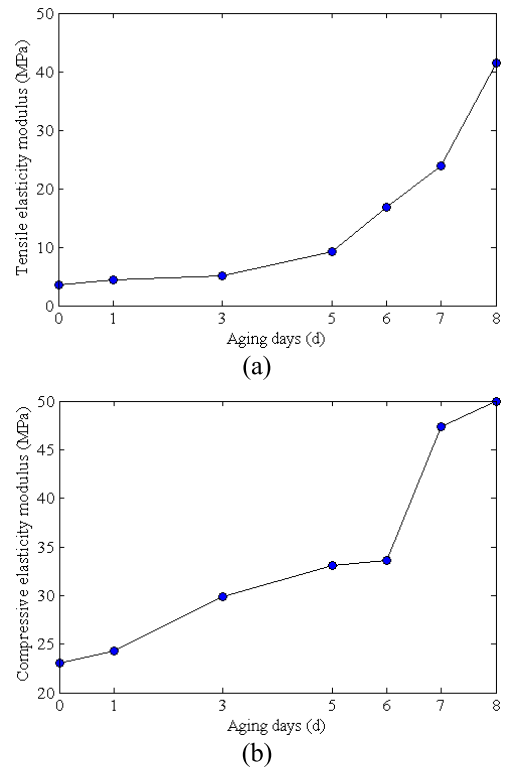 50
40
30
20
10
0
Tensile elasticity modulus (MPa)
0 1 3 5 6 7 8
Aging days (d)
(a)
50
45
40
35
30
25
20
Compressive elasticity modulus (MPa)
0 1 3 5 6 7 8
Aging days (d)
(b)